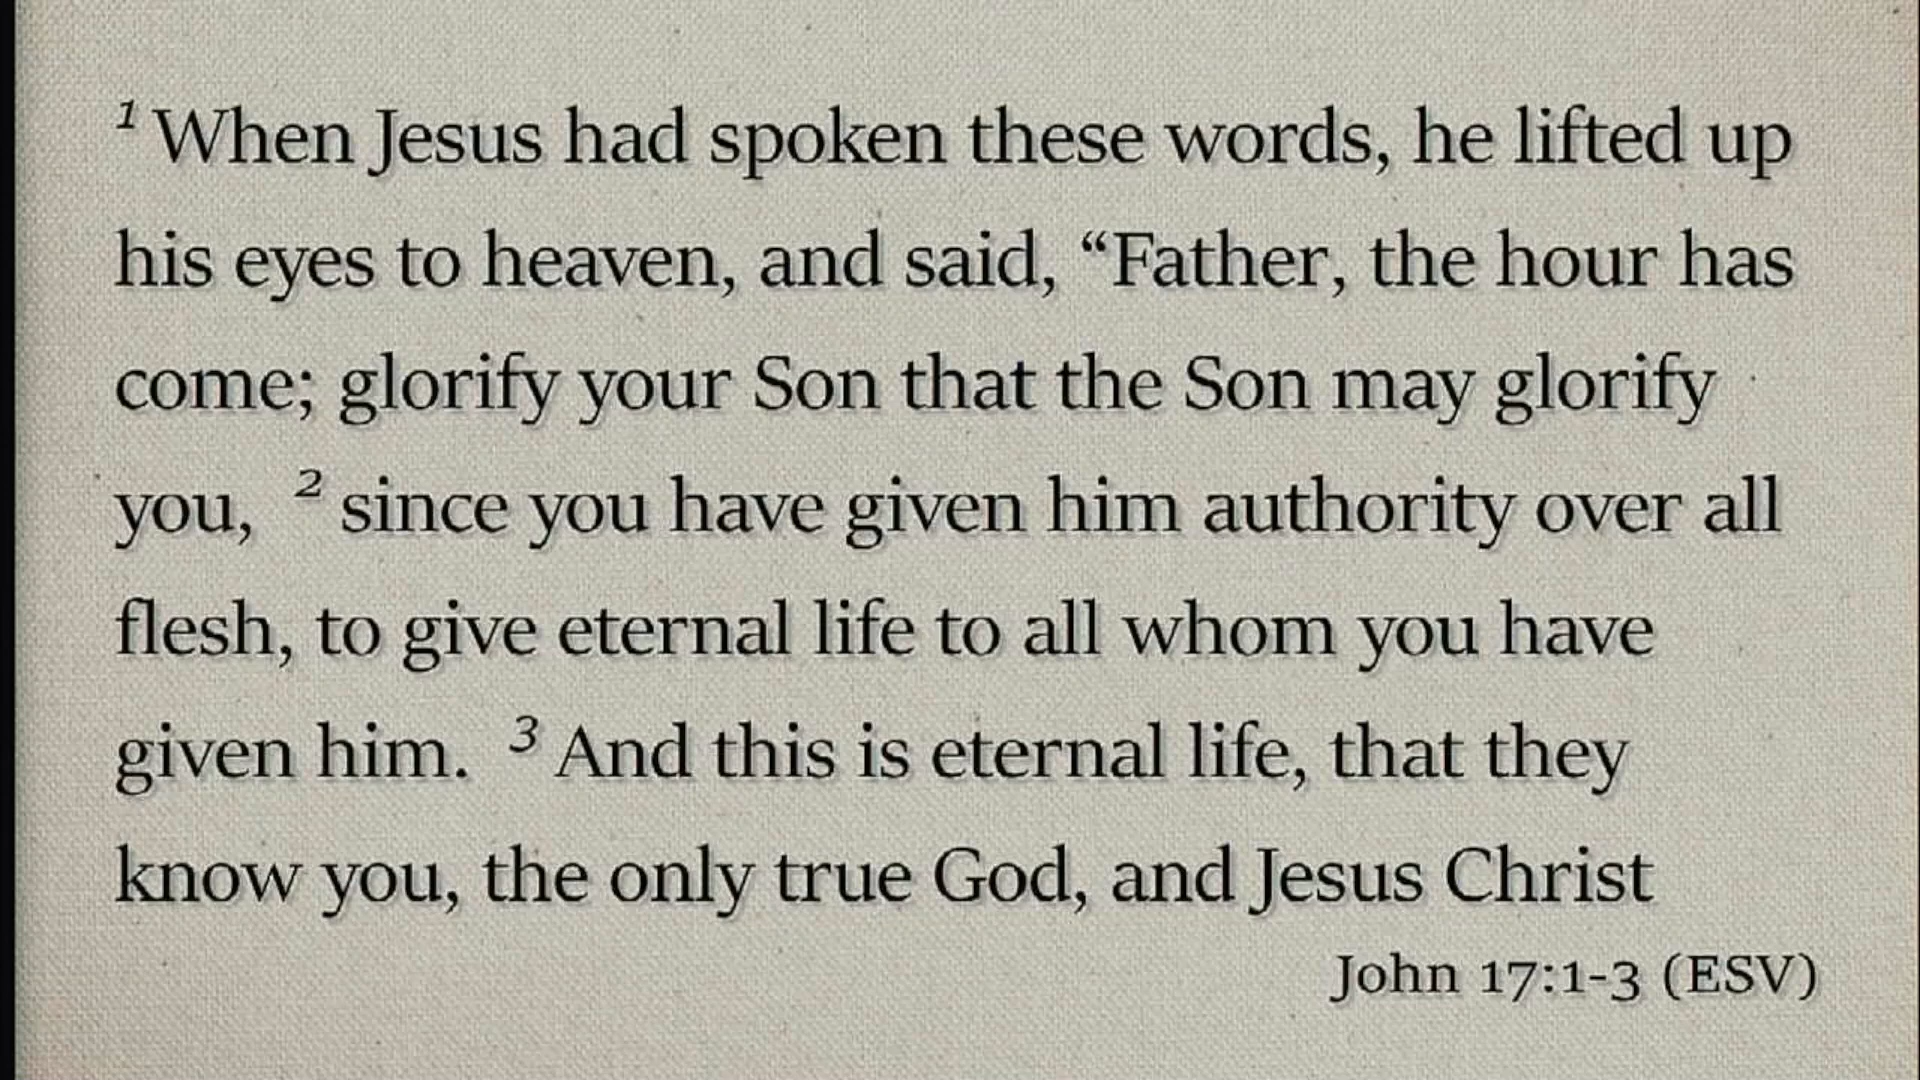 1 When Jesus had spoken these words, he lifted up
his eyes to heaven, and said, “Father, the hour has
come; glorify your Son that the Son may glorify
you, 2 since you have given him authority over all
flesh, to give eternal life to all whom you have
given him. 3 And this is eternal life, that they
know you, the only true God, and Jesus Christ
John 17:1-3 (ESV)